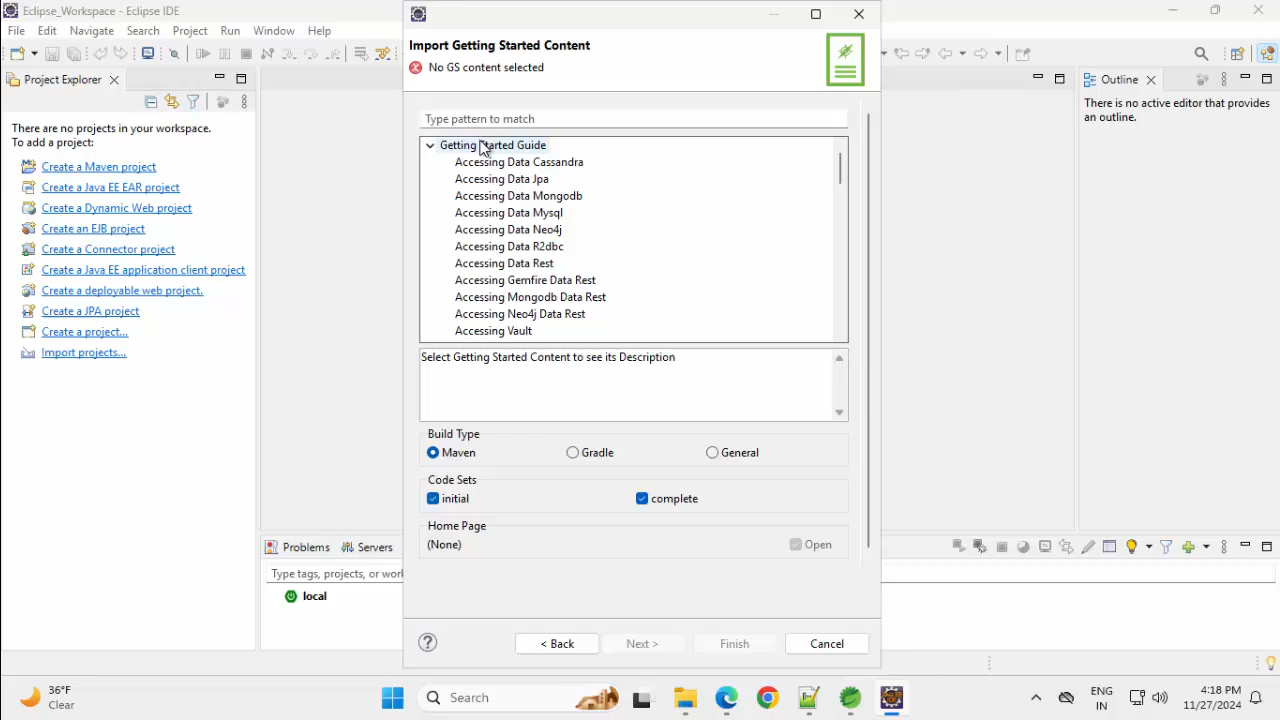 Eclipse_Workspace - Eclipse IDE
File Edit Navigate Search Project Run Window Help
Project Explorer
There are no projects in your workspace.
To add a project:
Create a Maven project
Create a Java EE EAR project
Create a Dynamic Web project
Create an EJB project
Create a Connector project
Create a Java EE application client project
Create a deployable web project.
Create a JPA project
Create a project...
Import projects...
Import Getting Started Content
No GS content selected
Type pattern to match
Getting Started Guide
Accessing Data Cassandra
Accessing Data Jpa
Accessing Data Mongodb
Accessing Data Mysql
Accessing Data Neo4j
Accessing Data R2dbc
Accessing Data Rest
Accessing Gemfire Data Rest
Accessing Mongodb Data Rest
Accessing Neo4j Data Rest
Accessing Vault
Select Getting Started Content to see its Description
Build Type
Maven Gradle General
Code Sets
initial complete
Home Page
(None) Open
< Back Next > Finish Cancel
Outline
There is no active editor that provides
an outline.
Problems Servers
Type tags, projects, or wor
local
36°F
Clear
Search
ENG
IN
4:18 PM
11/27/2024